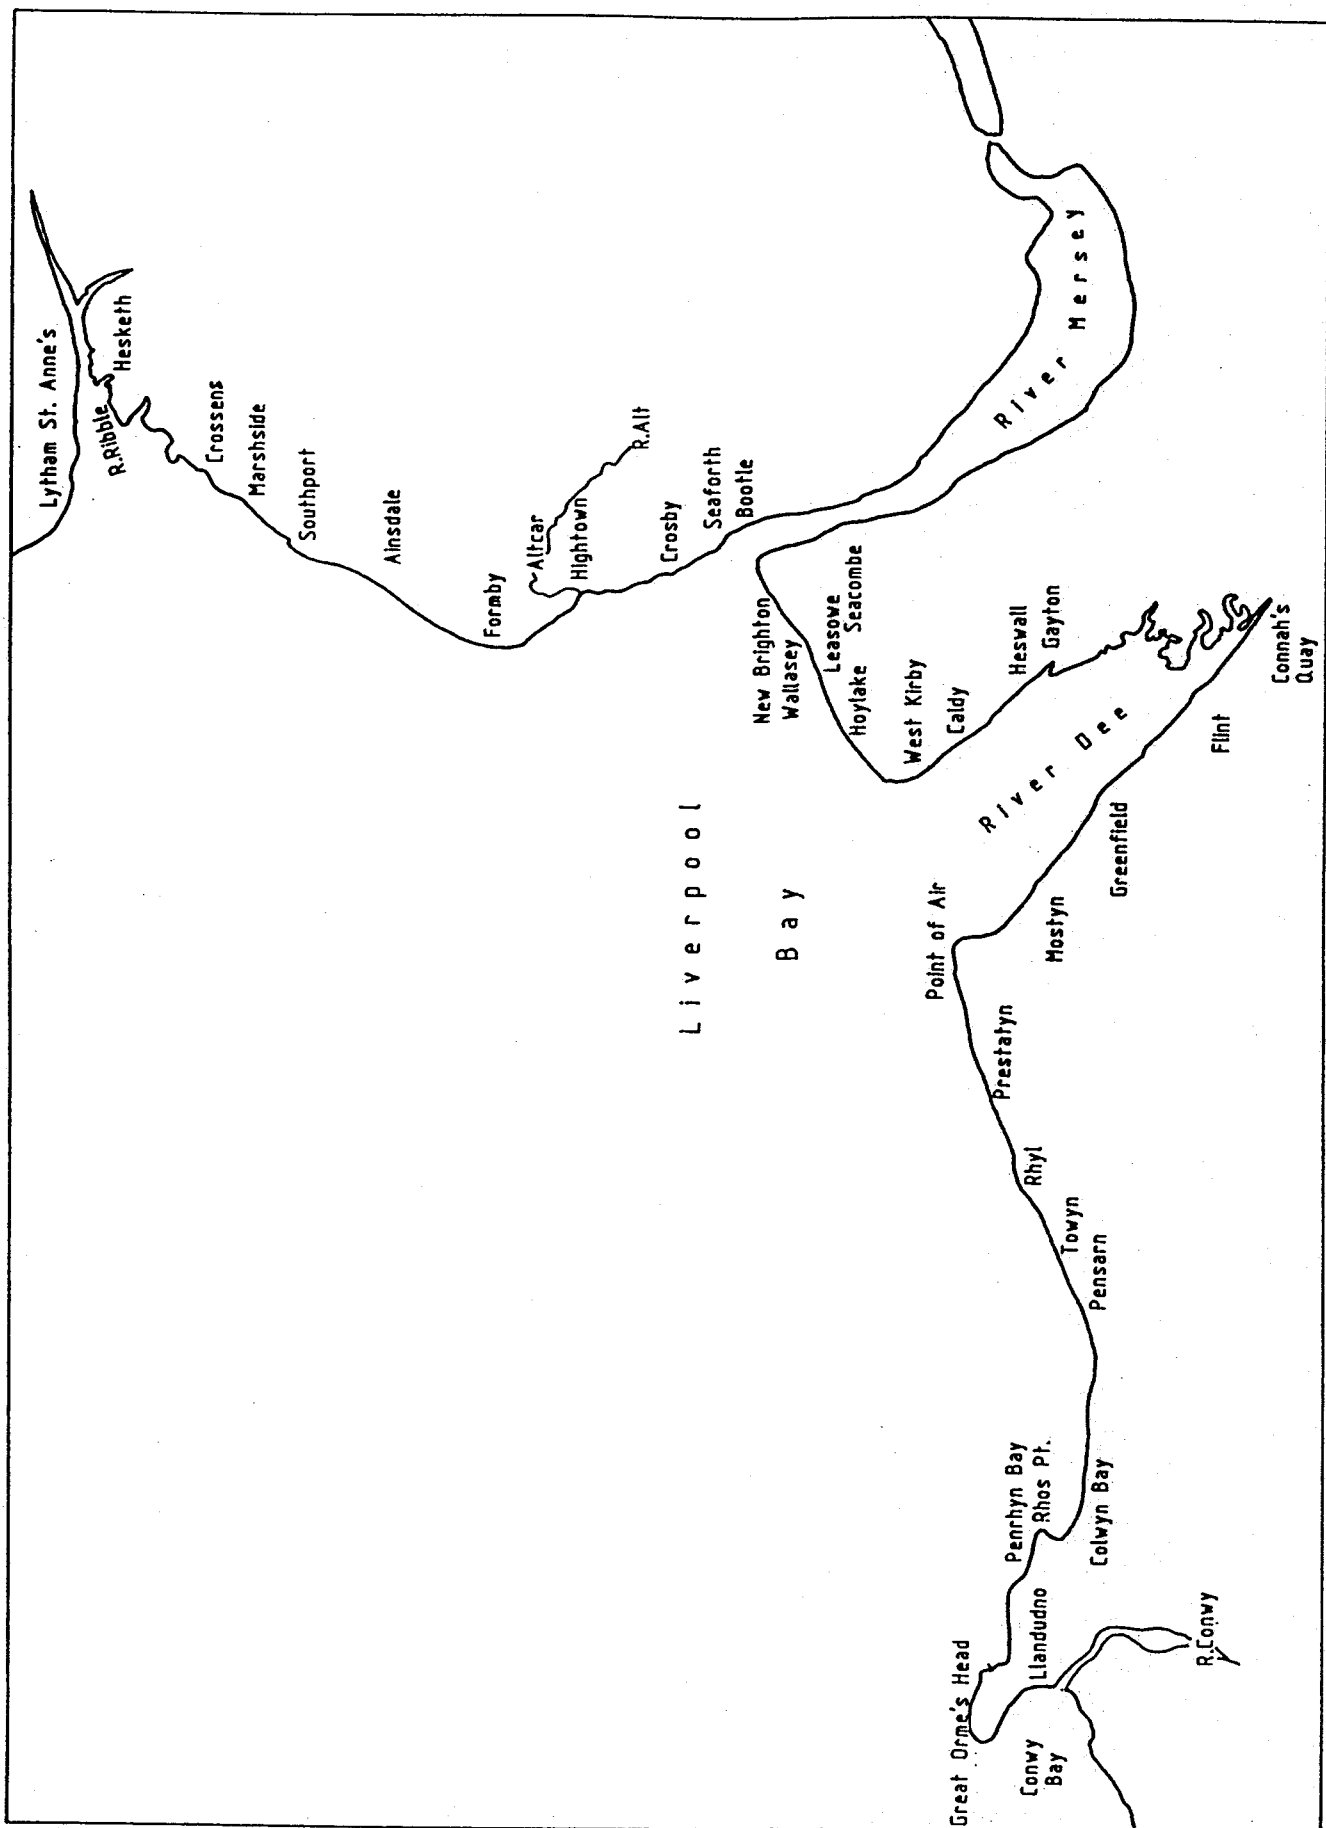 Lytham St. Anne's
R.Ribble
Hesketh
Crossens
Marshside
Southport
Ainsdale
Formby
Altcar
Hightown
R.Alt
Crosby
Seaforth
Bootle
River Mersey
Liverpool
Bay
New Brighton
Wallasey
Leasowe
Seacombe
Hoylake
West Kirby
Caldy
Heswall
Gayton
River Dee
Connah's
Quay
Flint
Greenfield
Mostyn
Point of Air
Prestatyn
Rhyl
Towyn
Pensarn
Colwyn Bay
Rhos Pt.
Penrhyn Bay
Llandudno
Great Orme's Head
Conwy
Bay
R.Conwy